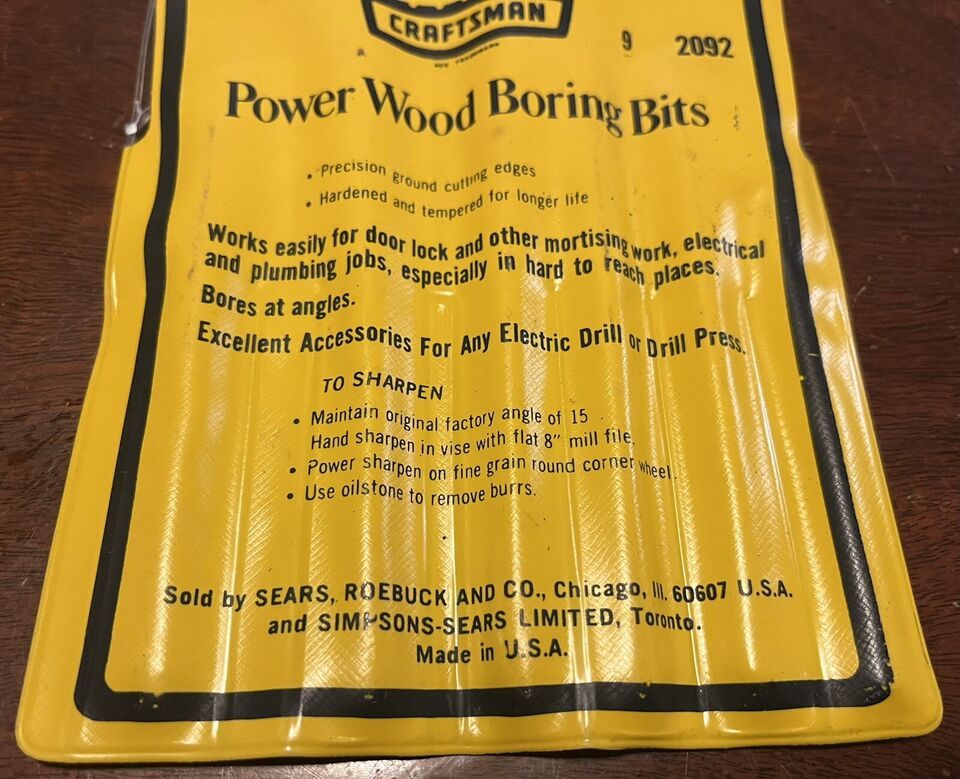 CRAFTSMAN
9 2092
Power Wood Boring Bits
• Precision ground cutting edges
• Hardened and tempered for longer life
Works easily for door lock and other mortising work, electrical
and plumbing jobs, especially in hard to reach places.
Bores at angles.
Excellent Accessories For Any Electric Drill or Drill Press.
TO SHARPEN
• Maintain original factory angle of 15
Hand sharpen in vise with flat 8" mill file.
• Power sharpen on fine grain round corner wheel.
• Use oilstone to remove burrs.
Sold by SEARS, ROEBUCK AND CO., Chicago, Ill. 60607 U.S.A.
and SIMPSONS-SEARS LIMITED, Toronto.
Made in U.S.A.